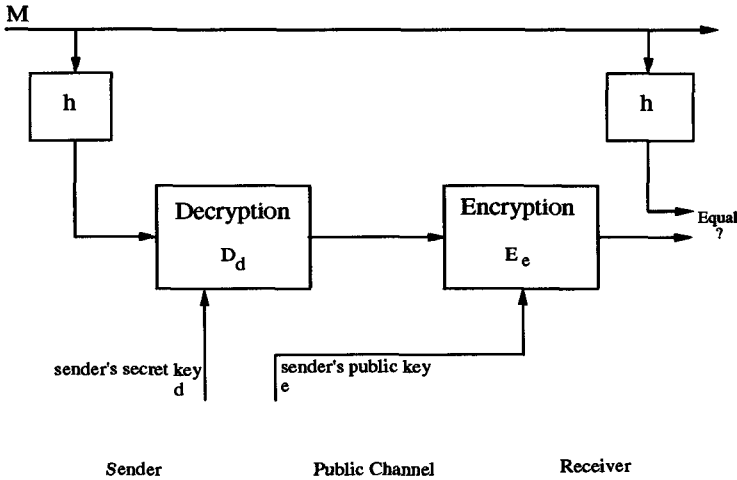 M
h
h
Decryption
D_d
Encryption
E_e
Equal
?
sender's secret key
d
sender's public key
e
Sender
Public Channel
Receiver